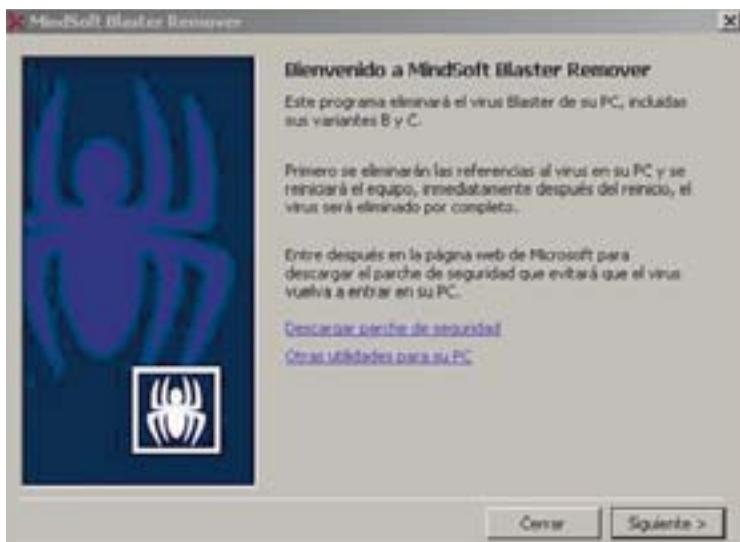 MindSoft Blaster Remover
Bienvenido a MindSoft Blaster Remover
Este programa eliminará el virus Blaster de su PC, incluidas
sus variantes B y C.
Primero se eliminarán las referencias al virus en su PC y se
reiniciará el equipo, inmediatamente después del reinicio, el
virus será eliminado por completo.
Entre después en la página web de Microsoft para
descargar el parche de seguridad que evitará que el virus
vuelva a entrar en su PC.
Descargar parche de seguridad
Otras utilidades para su PC
Cerrar
Siguiente >